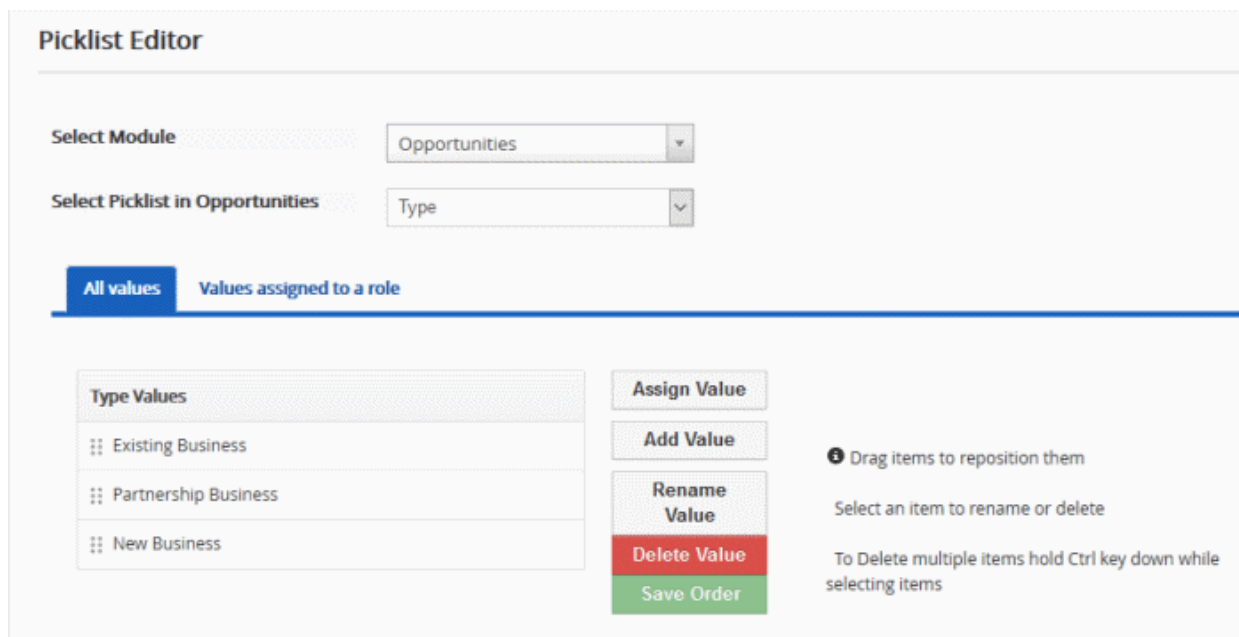 Picklist Editor
Select Module
Opportunities
Select Picklist in Opportunities
Type
All values
Values assigned to a role
Type Values
Existing Business
Partnership Business
New Business
Assign Value
Add Value
Rename
Value
Delete Value
Save Order
Drag items to reposition them
Select an item to rename or delete
To Delete multiple items hold Ctrl key down while
selecting items